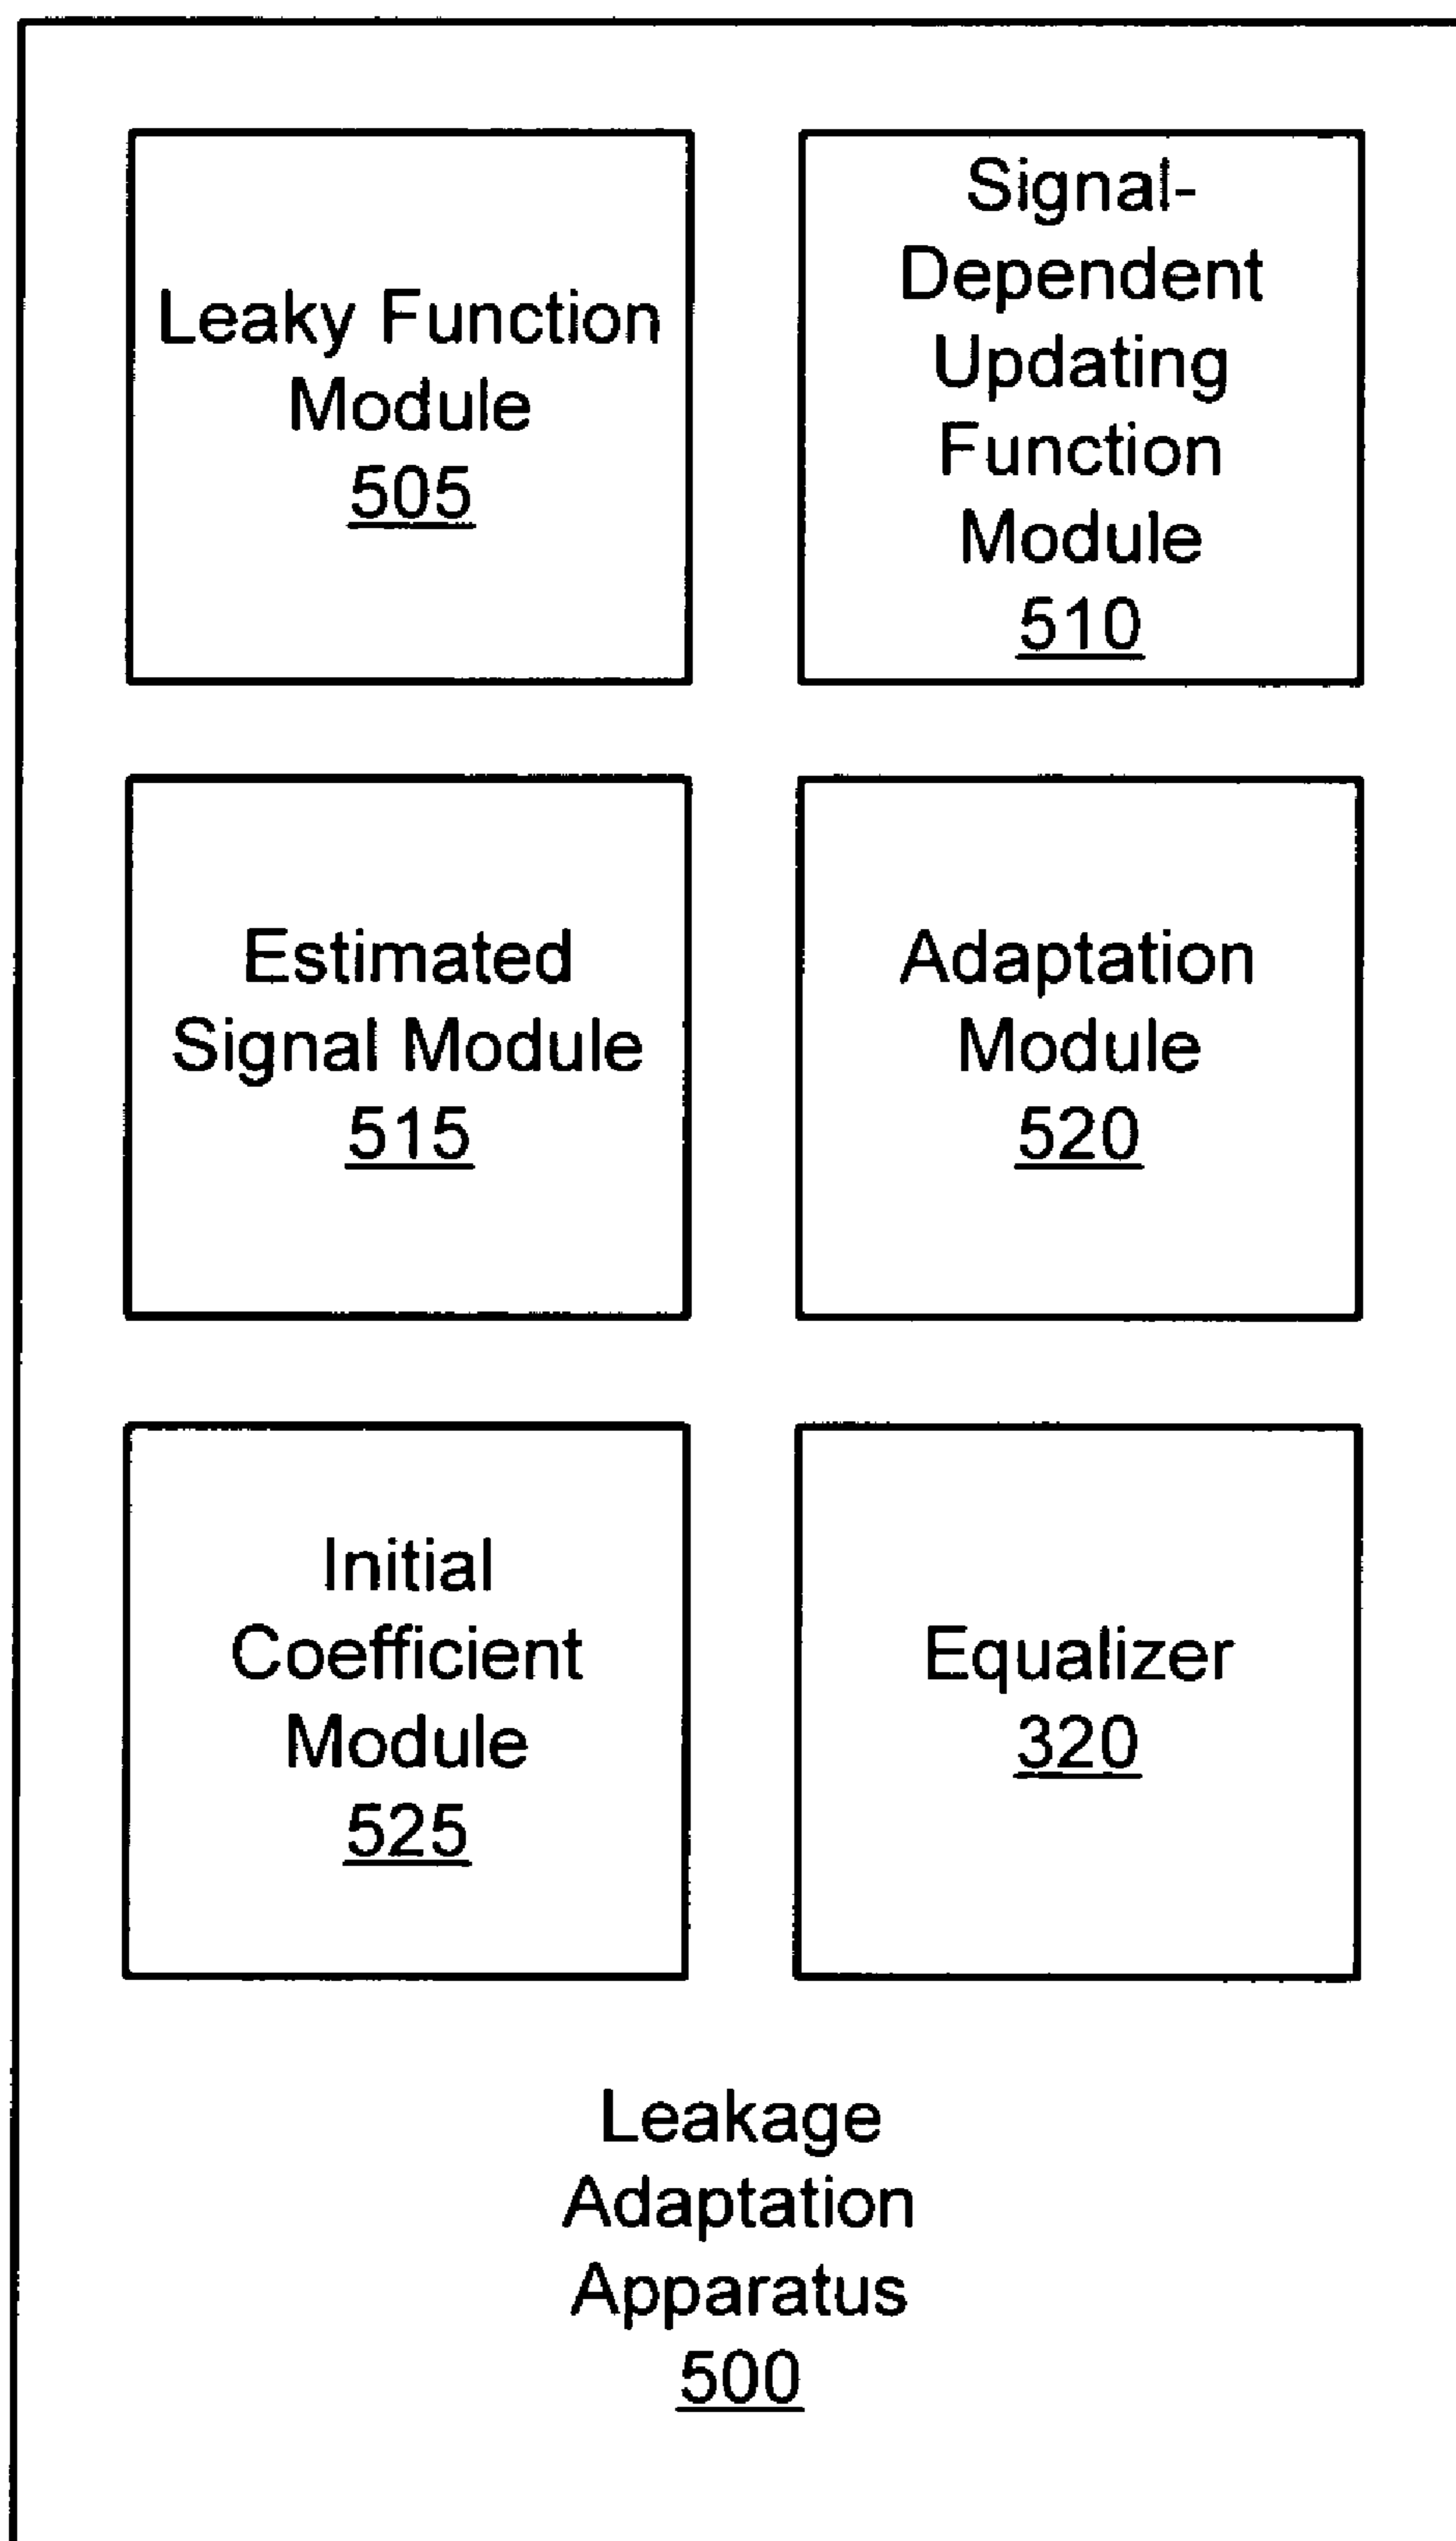 Leaky Function
Module
505
Signal-
Dependent
Updating
Function
Module
510
Estimated
Signal Module
515
Adaptation
Module
520
Initial
Coefficient
Module
525
Equalizer
320
Leakage
Adaptation
Apparatus
500